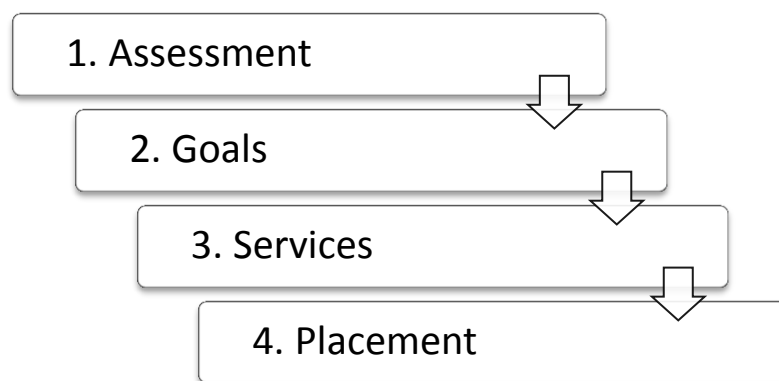 1. Assessment
2. Goals
3. Services
4. Placement